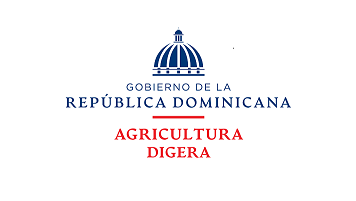 GOBIERNO DE LA
REPÚBLICA DOMINICANA
AGRICULTURA
DIGERA